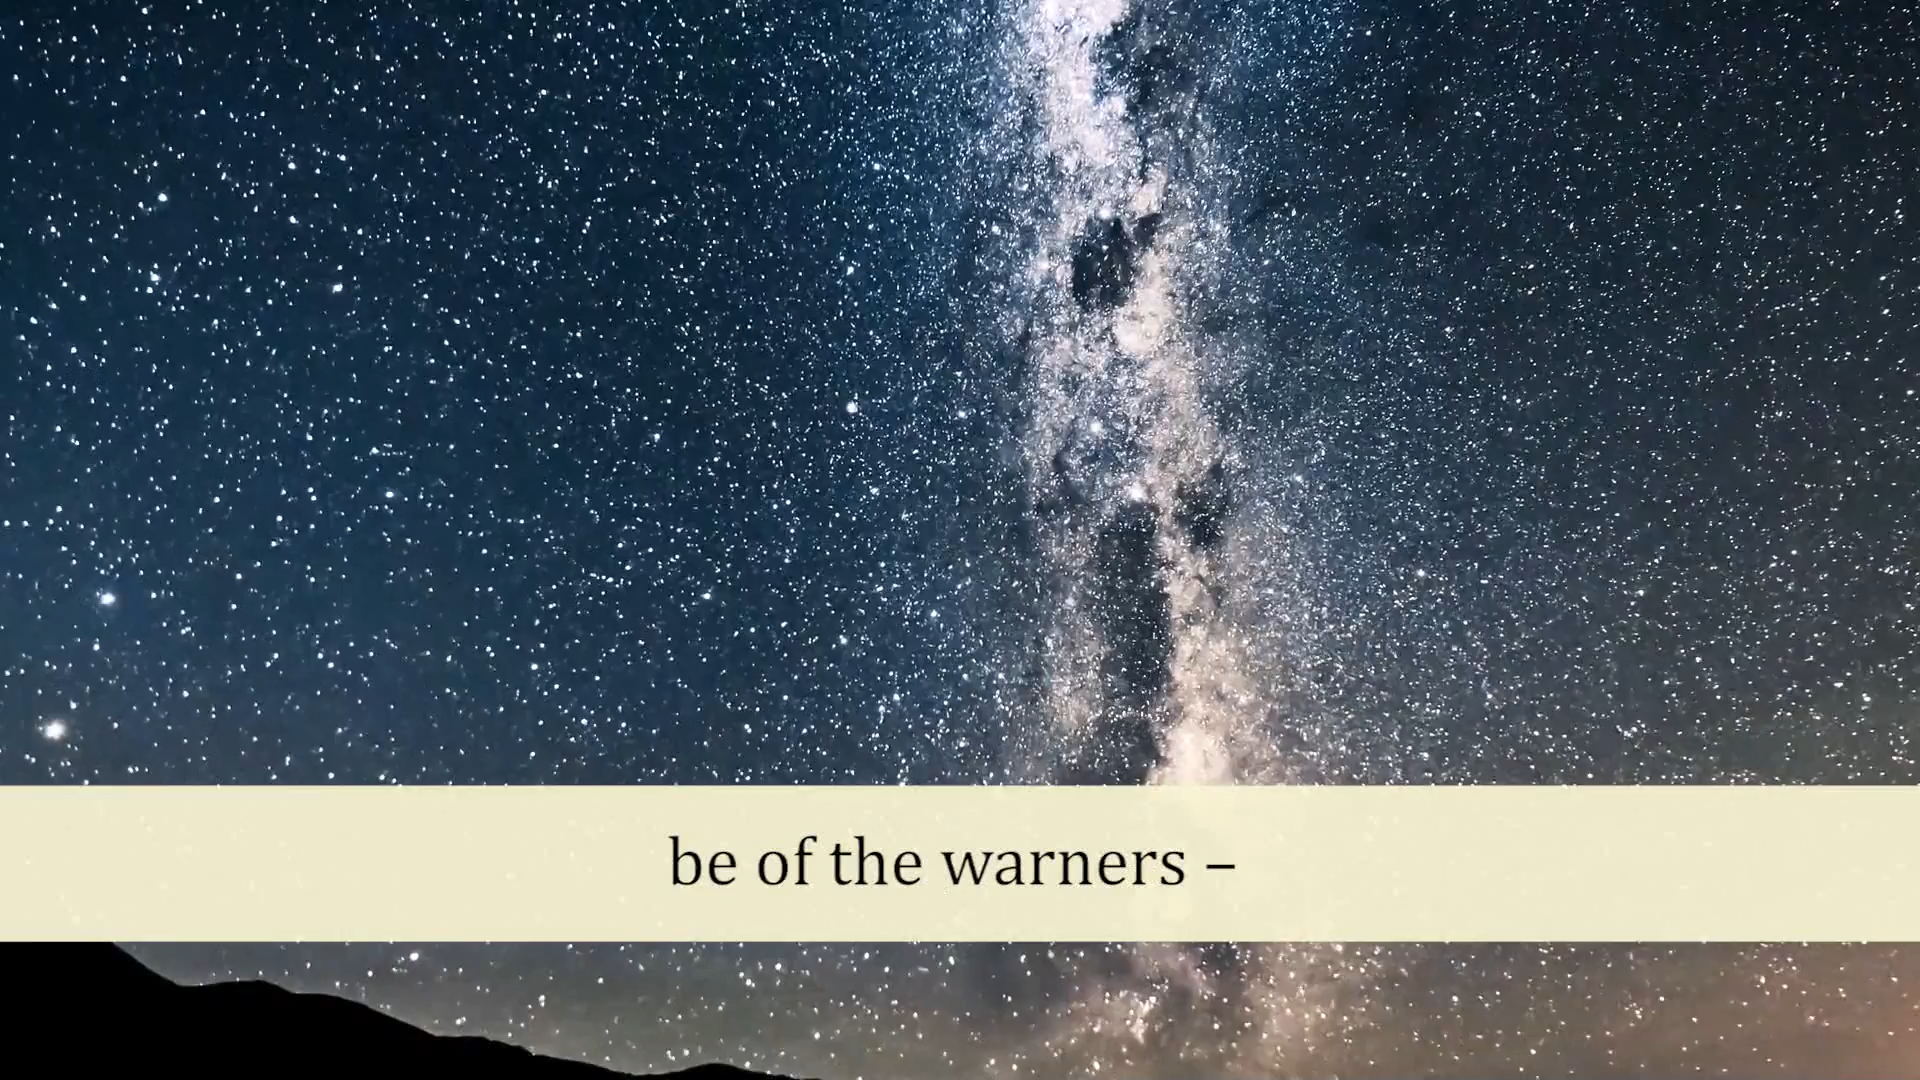 be of the warners –